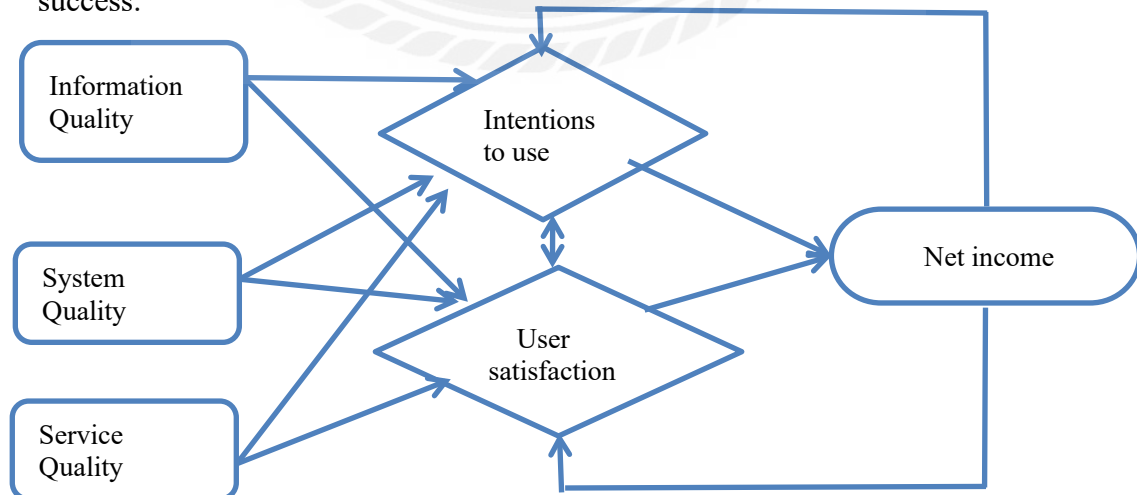 success.
Information
Quality
Intentions
to use
System
Quality
Net income
User
satisfaction
Service
Quality